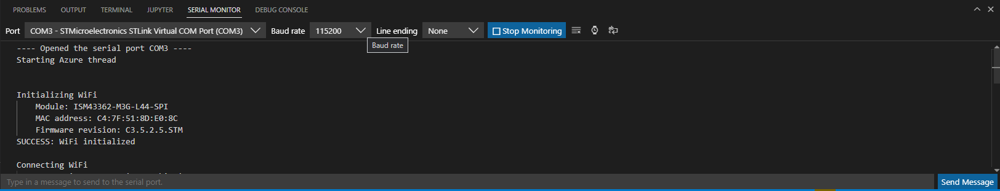 PROBLEMS OUTPUT TERMINAL JUPYTER SERIAL MONITOR DEBUG CONSOLE
Port COM3 - STMicroelectronics STLink Virtual COM Port (COM3) Baud rate 115200 Line ending None Stop Monitoring
Baud rate
---- Opened the serial port COM3 ----
Starting Azure thread
Initializing WiFi
Module: ISM43362-M3G-L44-SPI
MAC address: C4:7F:51:8D:E0:8C
Firmware revision: C3.5.2.5.STM
SUCCESS: WiFi initialized
Connecting WiFi
Type in a message to send to the serial port. Send Message